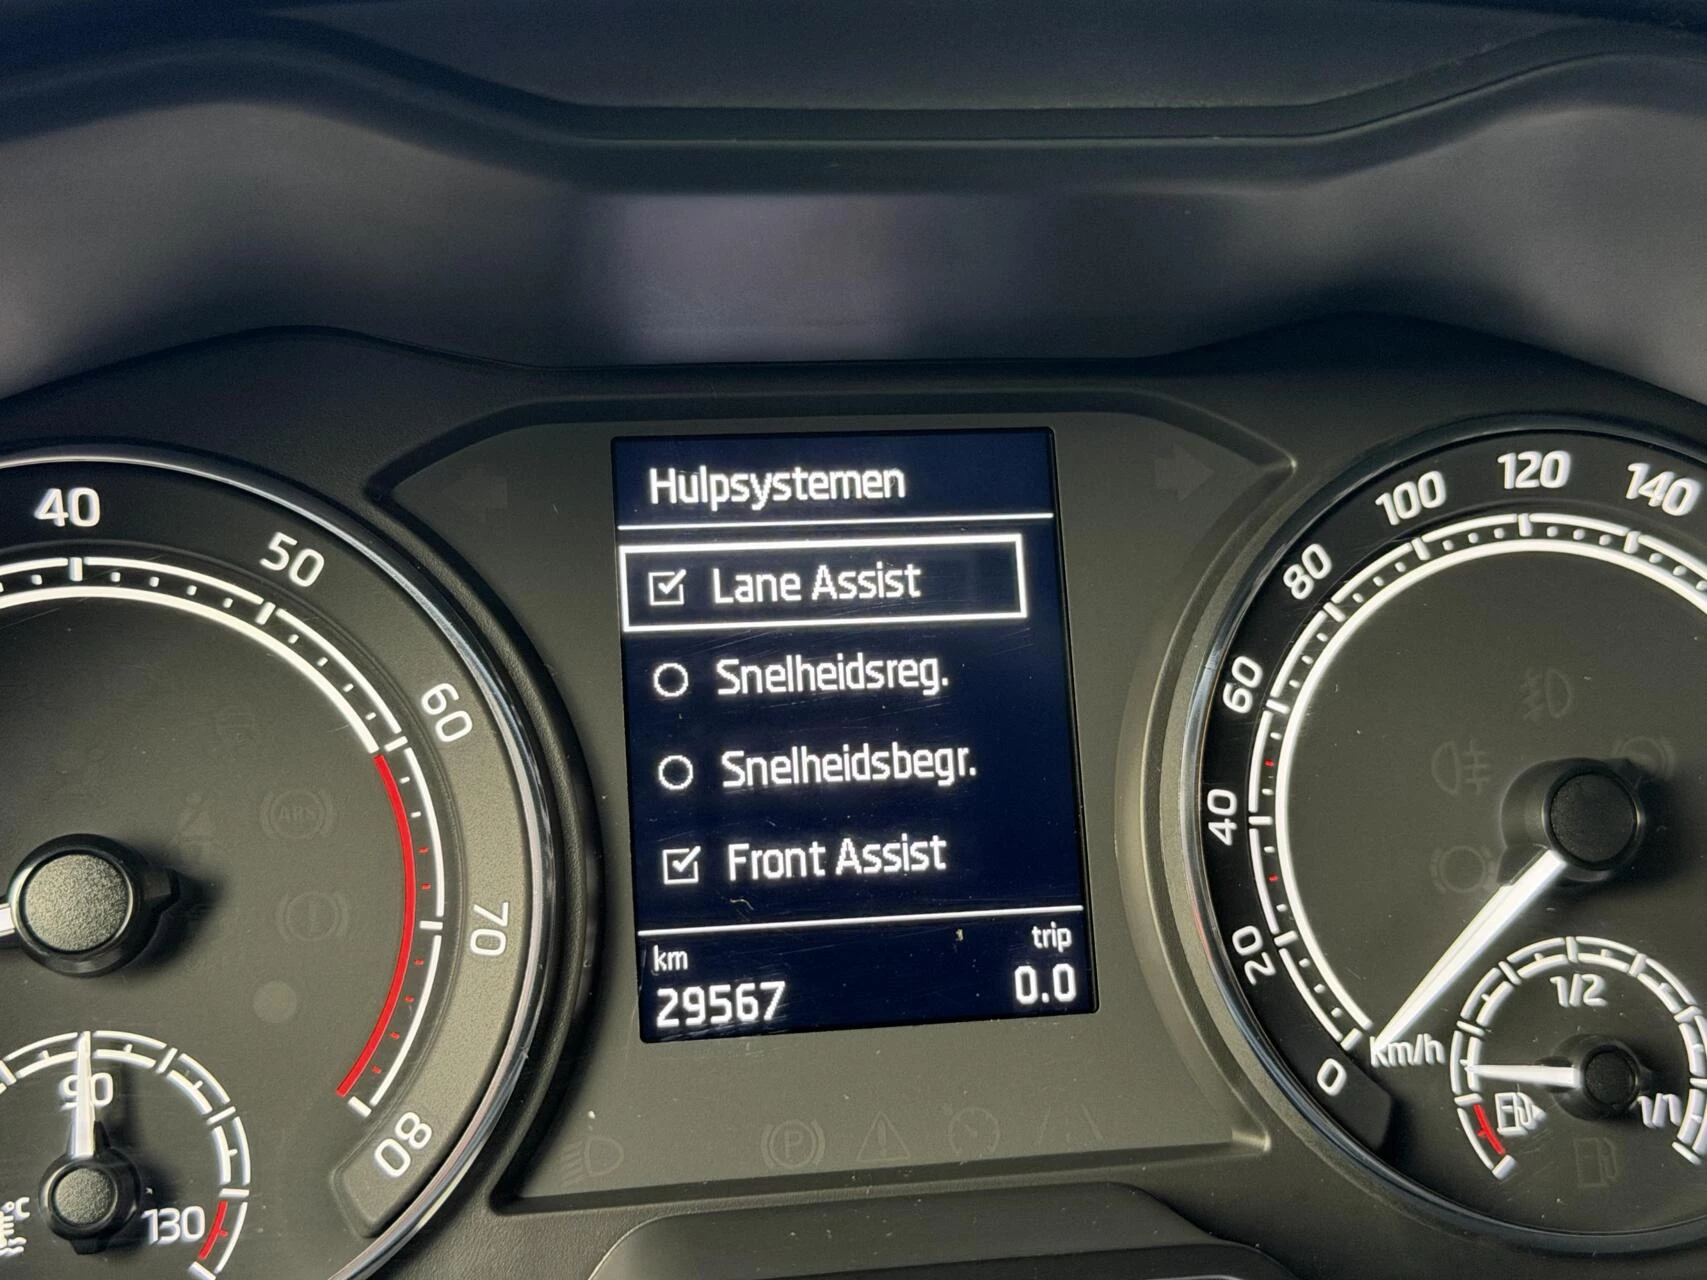 Hulpsystemen
Lane Assist
Snelheidsreg.
Snelheidsbegr.
Front Assist
km
trip
29567
0.0
40
50
60
70
80
90
130
°C
0
20
40
60
80
100
120
140
km/h
1/2
1/1
ABS
P